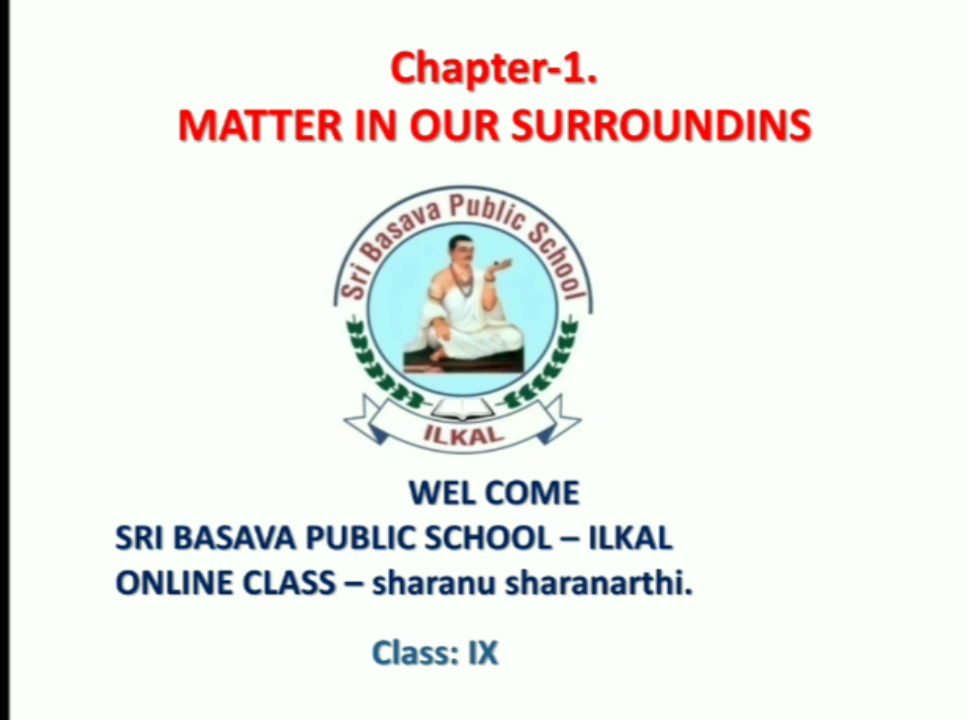 Chapter-1.
MATTER IN OUR SURROUNDINS
Sri Basava Public School
ILKAL
WEL COME
SRI BASAVA PUBLIC SCHOOL – ILKAL
ONLINE CLASS – sharanu sharanarthi.
Class: IX